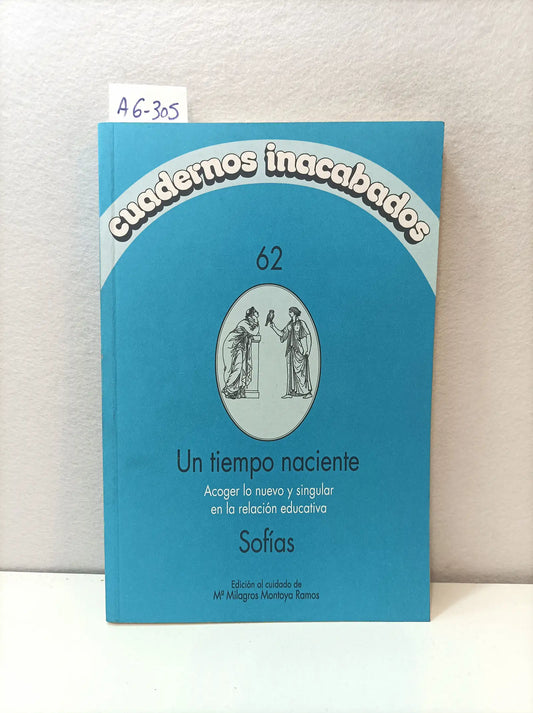 A6-305
cuadernos inacabados
62
Un tiempo naciente
Acoger lo nuevo y singular
en la relación educativa
Sofías
Edición al cuidado de
Mª Milagros Montoya Ramos